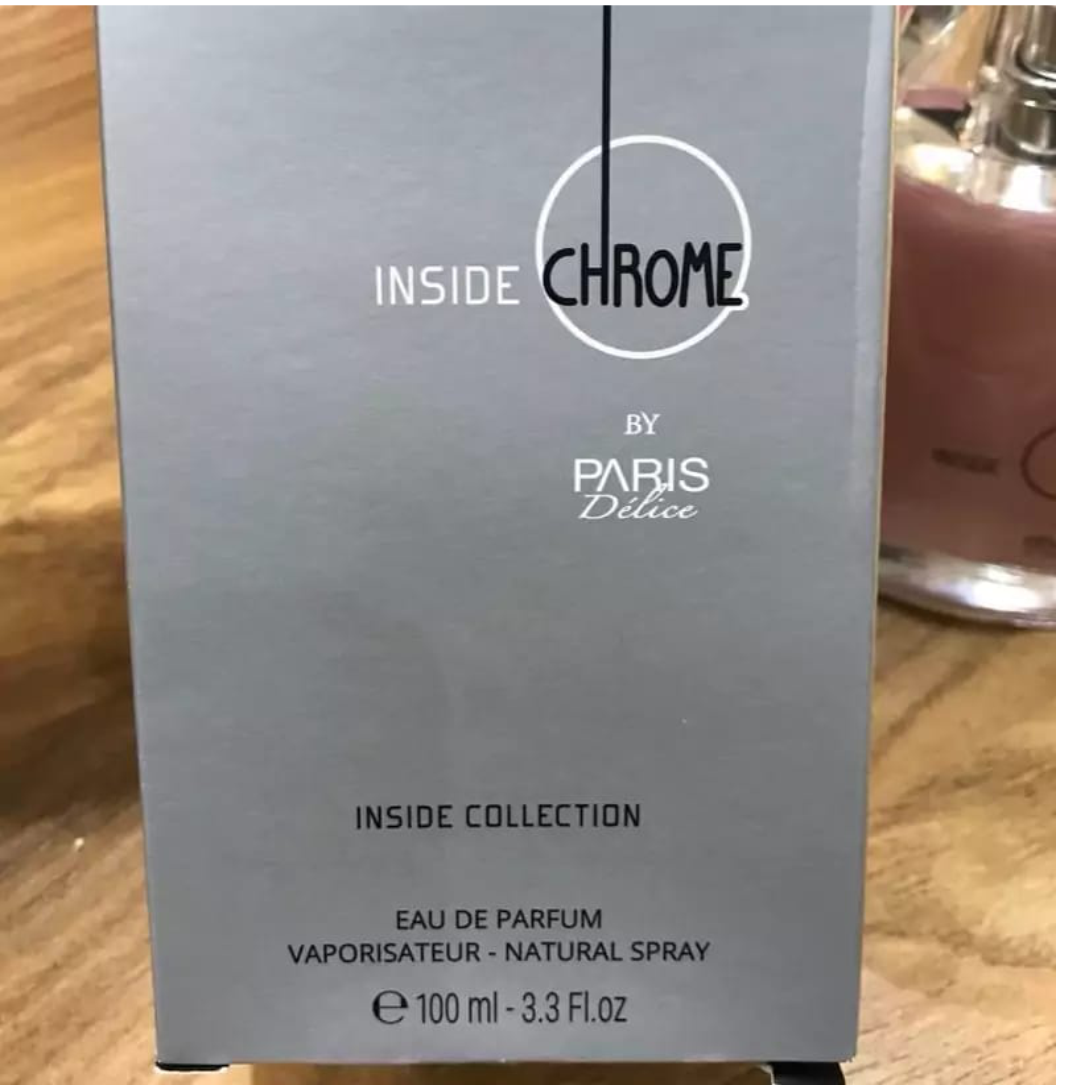 INSIDE CHROME
BY
PARIS
Délice
INSIDE COLLECTION
EAU DE PARFUM
VAPORISATEUR - NATURAL SPRAY
℮ 100 ml - 3.3 Fl.oz